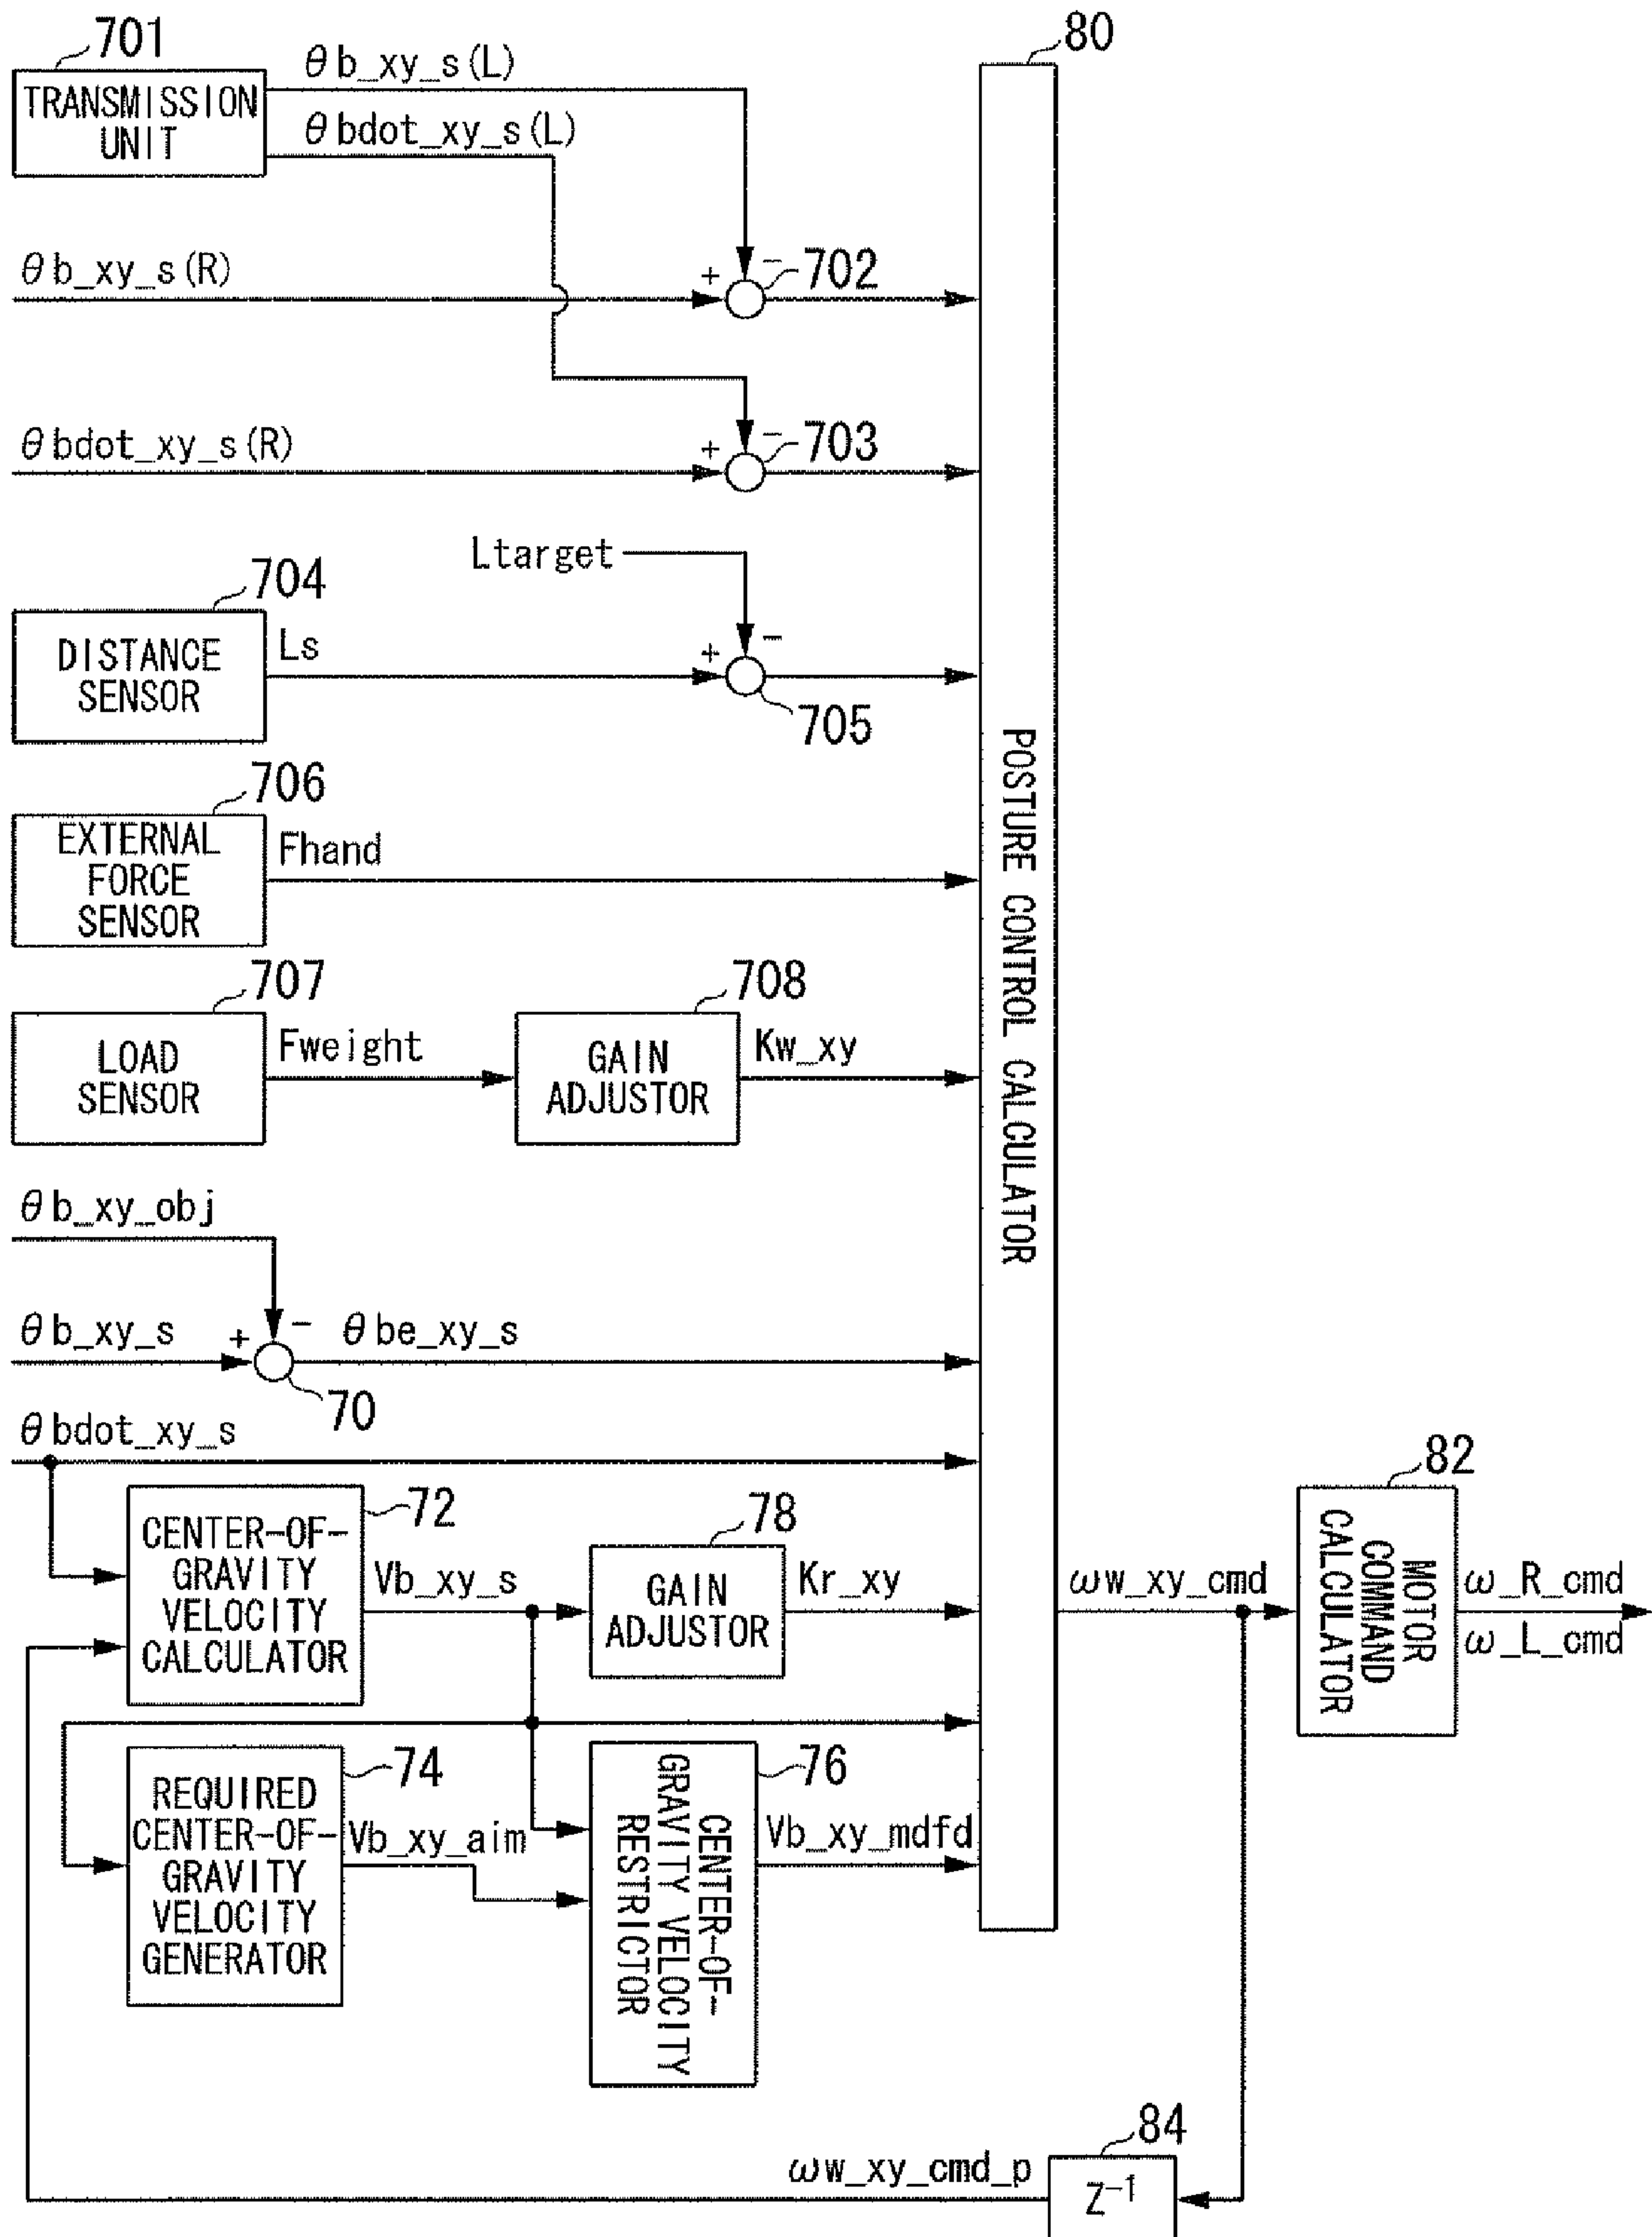 701
80
TRANSMISSION
UNIT
θb_xy_s(L)
θbdot_xy_s(L)
θb_xy_s(R)
+
−
702
θbdot_xy_s(R)
+
−
703
Ltarget
704
DISTANCE
SENSOR
Ls
+
−
705
706
EXTERNAL
FORCE
SENSOR
Fhand
POSTURE CONTROL CALCULATOR
707
LOAD
SENSOR
Fweight
708
GAIN
ADJUSTOR
Kw_xy
θb_xy_obj
θb_xy_s
+
−
θbe_xy_s
70
θbdot_xy_s
72
CENTER-OF-
GRAVITY
VELOCITY
CALCULATOR
Vb_xy_s
78
GAIN
ADJUSTOR
Kr_xy
ωw_xy_cmd
82
MOTOR
COMMAND
CALCULATOR
ω_R_cmd
ω_L_cmd
74
REQUIRED
CENTER-OF-
GRAVITY
VELOCITY
GENERATOR
Vb_xy_aim
76
CENTER-OF-
GRAVITY VELOCITY
RESTRICTOR
Vb_xy_mdfd
84
Z⁻¹
ωw_xy_cmd_p